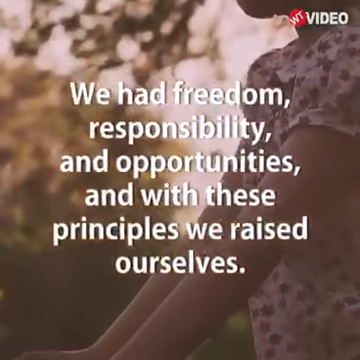 WT VIDEO
We had freedom,
responsibility,
and opportunities,
and with these
principles we raised
ourselves.